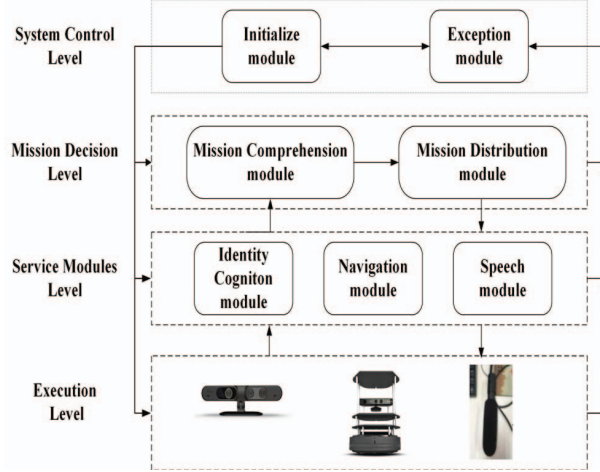 System Control
Level
Initialize
module
Exception
module
Mission Decision
Level
Mission Comprehension
module
Mission Distribution
module
Service Modules
Level
Identity
Cogniton
module
Navigation
module
Speech
module
Execution
Level